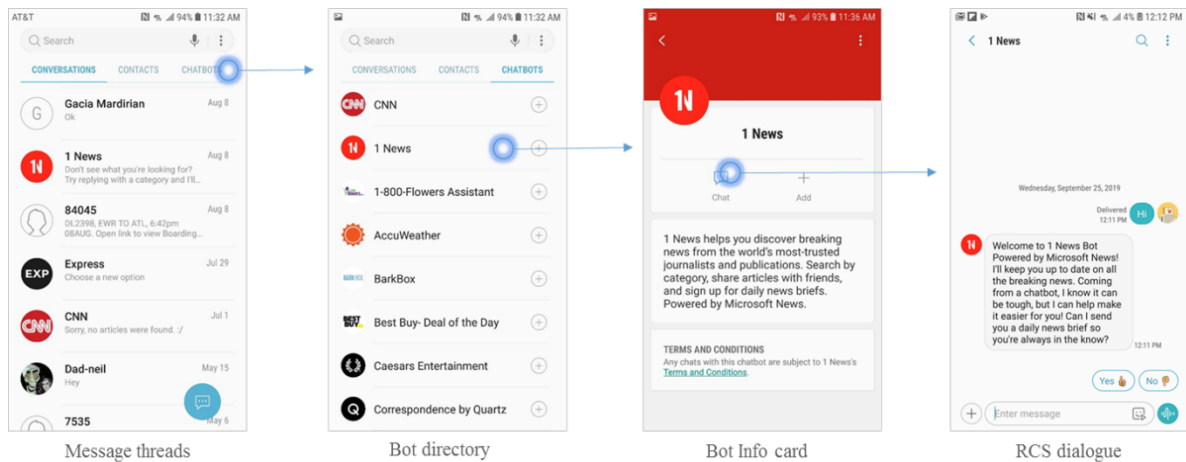 AT&T 94% 11:32 AM
Search
CONVERSATIONS CONTACTS CHATBOTS
G
Gacia Mardirian Aug 8
Ok
1N
1 News Aug 8
Don't see what you're looking for?
Try replying with a category and I'll...
84045 Aug 8
DL2398, EWR TO ATL, 6:42pm
08AUG. Open link to view Boarding...
EXP
Express Jul 29
Choose a new option
CNN
CNN Jul 1
Sorry, no articles were found. :/
Dad-neil May 15
Hey
7535 May 6
Message threads
94% 11:32 AM
Search
CONVERSATIONS CONTACTS CHATBOTS
CNN
CNN
1N
1 News
1-800-Flowers Assistant
AccuWeather
BarkBox
BEST BUY
Best Buy- Deal of the Day
Caesars Entertainment
Q
Correspondence by Quartz
Bot directory
93% 11:36 AM
1N
1 News
Chat Add
1 News helps you discover breaking
news from the world's most-trusted
journalists and publications. Search by
category, share articles with friends,
and sign up for daily news briefs.
Powered by Microsoft News.
TERMS AND CONDITIONS
Any chats with this chatbot are subject to 1 News's
Terms and Conditions.
Bot Info card
4% 12:12 PM
1 News
Wednesday, September 25, 2019
Delivered
12:11 PM
Hi
1N
Welcome to 1 News Bot
Powered by Microsoft News!
I'll keep you up to date on all
the breaking news. Coming
from a chatbot, I know it can
be tough, but I can help make
it easier for you! Can I send
you a daily news brief so
you're always in the know?
12:11 PM
Yes No
Enter message
RCS dialogue